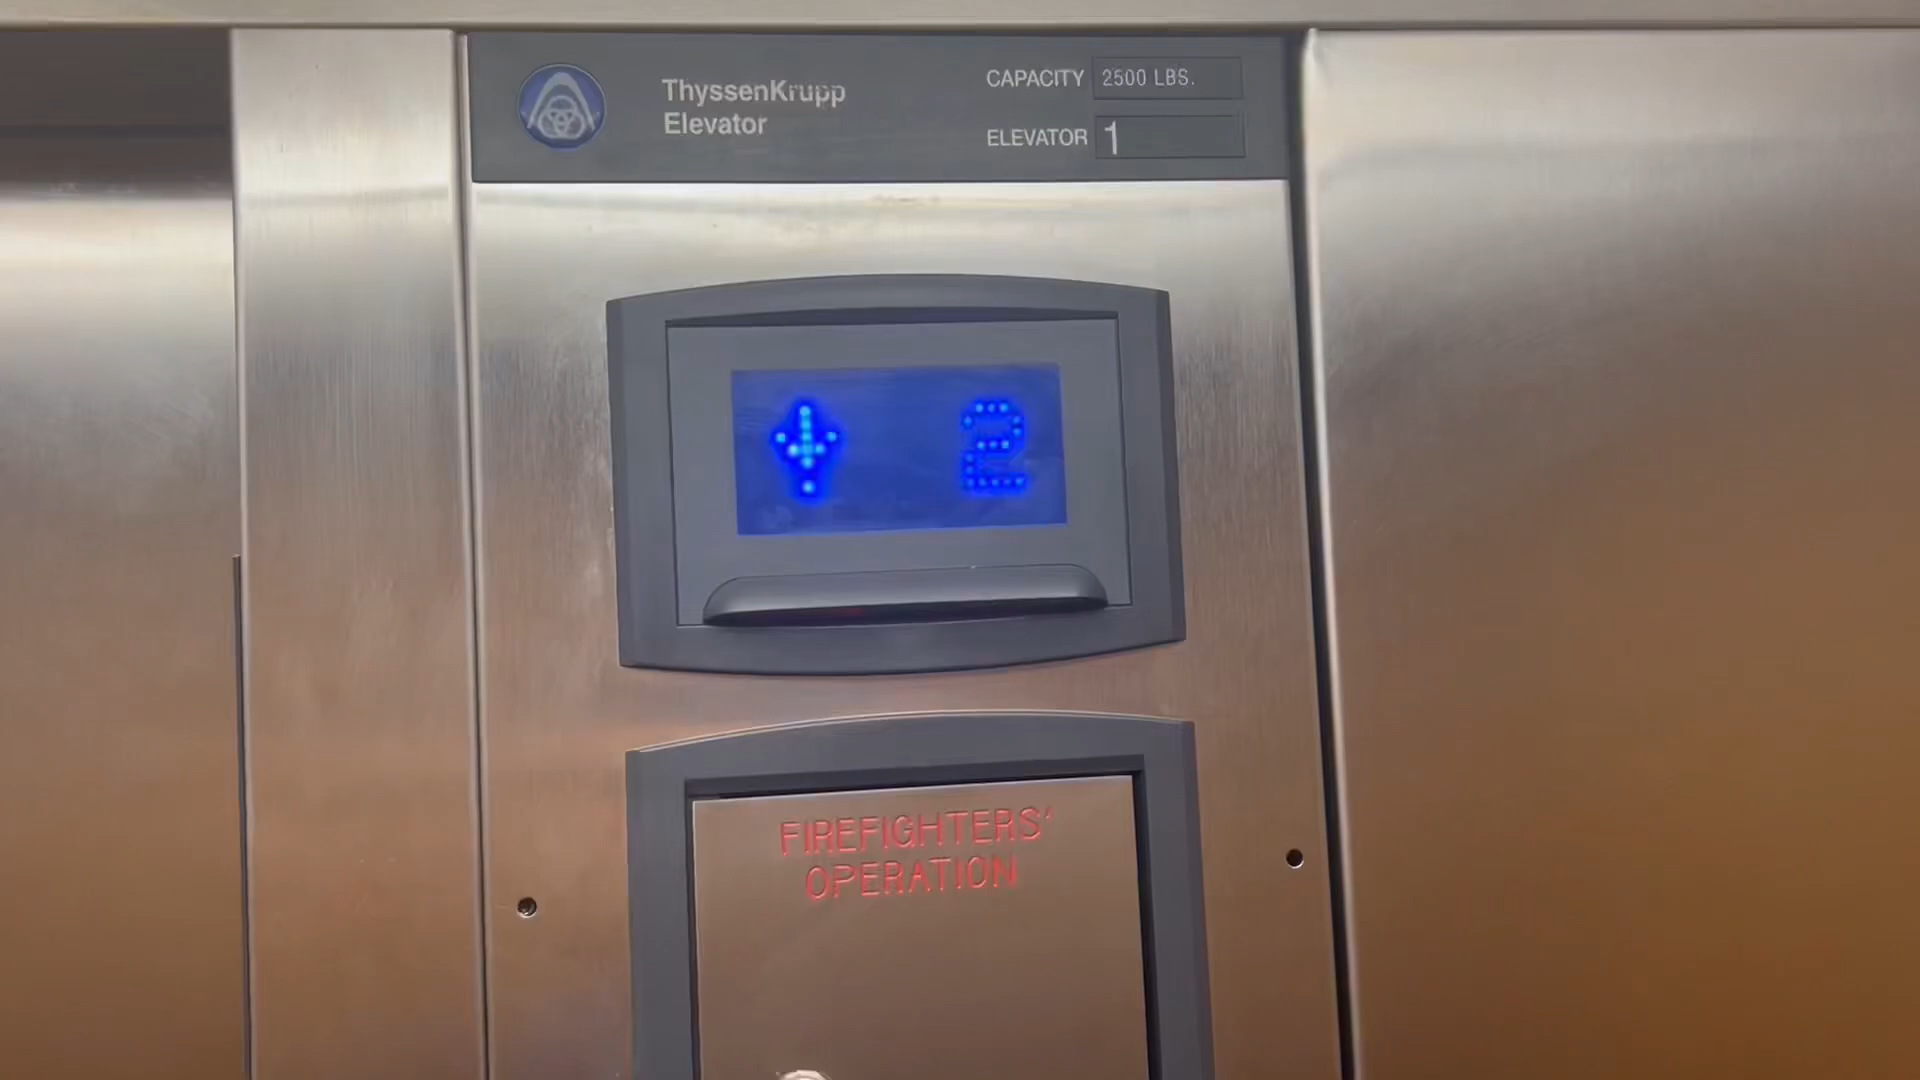 ThyssenKrupp
Elevator
CAPACITY 2500 LBS.
ELEVATOR 1
2
FIREFIGHTERS'
OPERATION